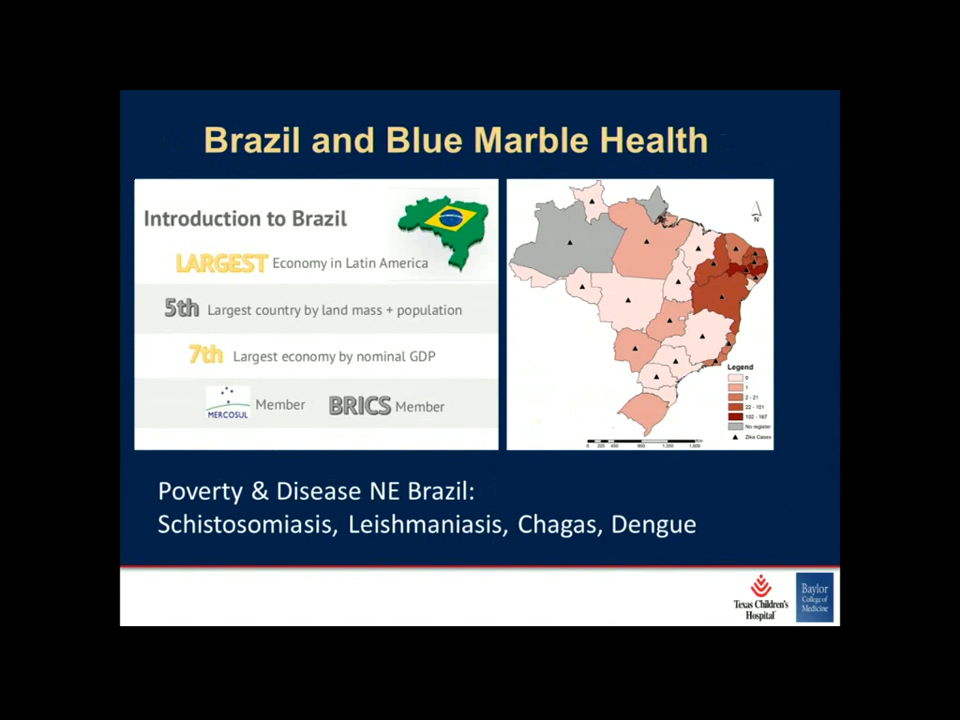 Brazil and Blue Marble Health
Introduction to Brazil
LARGEST Economy in Latin America
5th Largest country by land mass + population
7th Largest economy by nominal GDP
MERCOSUL Member BRICS Member
N
Legend
0
1
2 - 21
22 - 101
102 - 167
No register
Zika Cases
Poverty & Disease NE Brazil:
Schistosomiasis, Leishmaniasis, Chagas, Dengue
Texas Children's
Hospital
Baylor
College of
Medicine